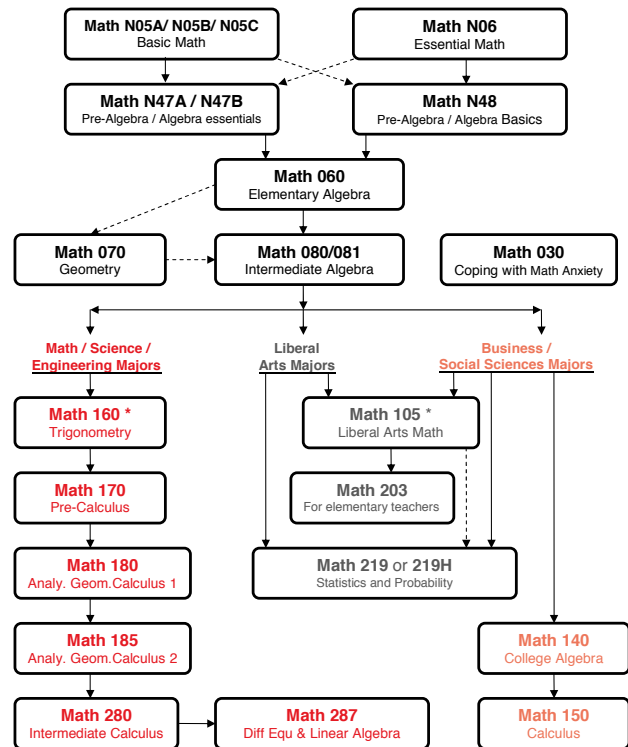 Math N05A/ N05B/ N05C
Basic Math
Math N06
Essential Math
Math N47A / N47B
Pre-Algebra / Algebra essentials
Math N48
Pre-Algebra / Algebra Basics
Math 060
Elementary Algebra
Math 070
Geometry
Math 080/081
Intermediate Algebra
Math 030
Coping with Math Anxiety
Math / Science /
Engineering Majors
Liberal
Arts Majors
Business /
Social Sciences Majors
Math 160 *
Trigonometry
Math 105 *
Liberal Arts Math
Math 170
Pre-Calculus
Math 203
For elementary teachers
Math 180
Analy. Geom.Calculus 1
Math 219 or 219H
Statistics and Probability
Math 185
Analy. Geom.Calculus 2
Math 140
College Algebra
Math 280
Intermediate Calculus
Math 287
Diff Equ & Linear Algebra
Math 150
Calculus